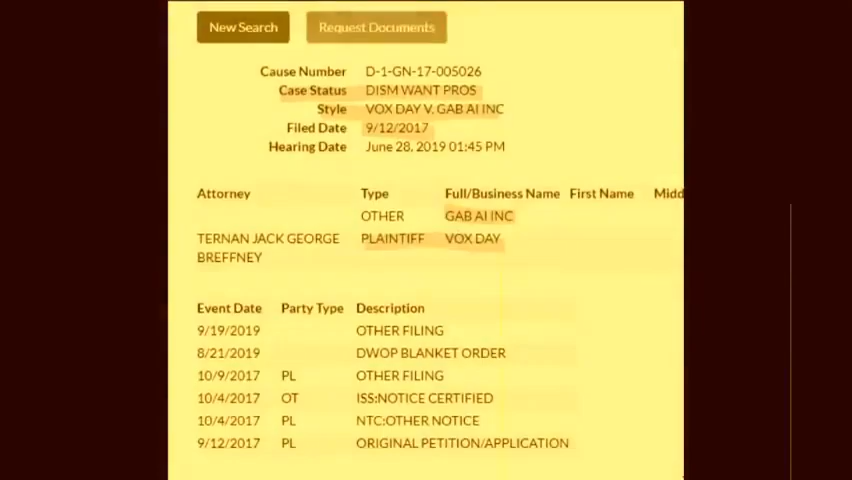 New Search Request Documents
Cause Number D-1-GN-17-005026
Case Status DISM WANT PROS
Style VOX DAY V. GAB AI INC
Filed Date 9/12/2017
Hearing Date June 28, 2019 01:45 PM
Attorney Type Full/Business Name First Name Midd
OTHER GAB AI INC
TERNAN JACK GEORGE PLAINTIFF VOX DAY
BREFFNEY
Event Date Party Type Description
9/19/2019 OTHER FILING
8/21/2019 DWOP BLANKET ORDER
10/9/2017 PL OTHER FILING
10/4/2017 OT ISS:NOTICE CERTIFIED
10/4/2017 PL NTC:OTHER NOTICE
9/12/2017 PL ORIGINAL PETITION/APPLICATION